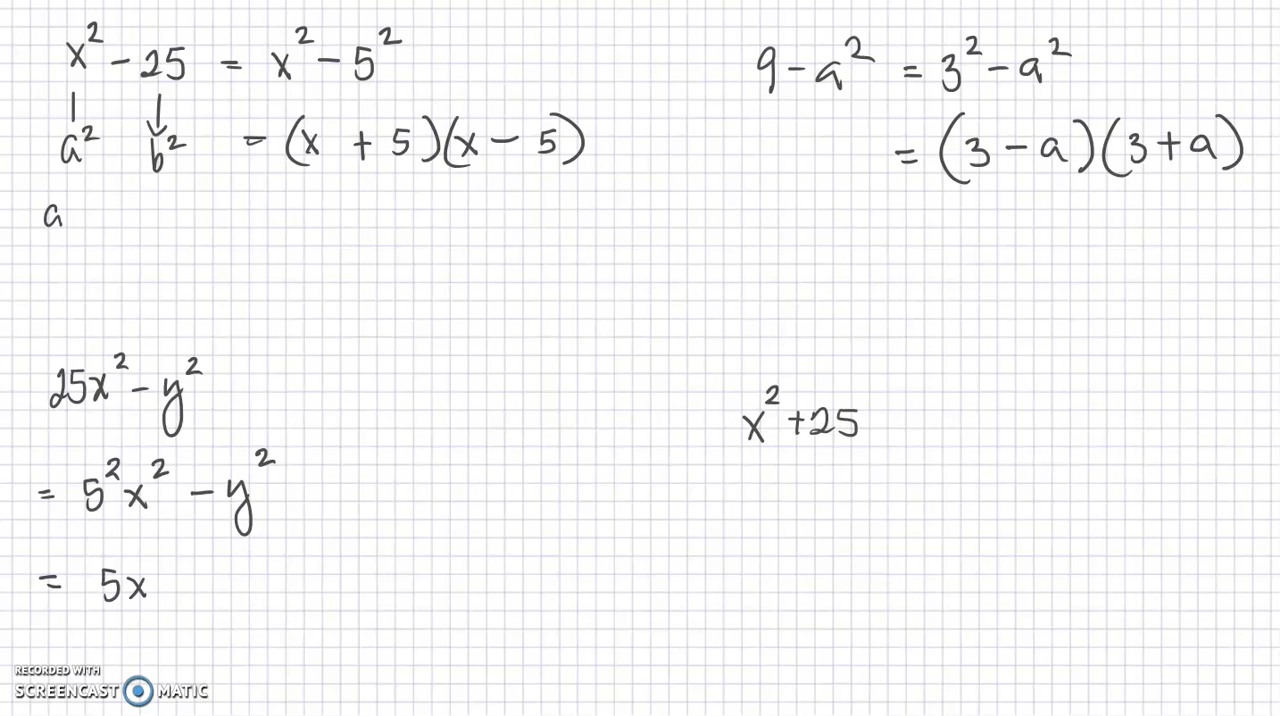 x² - 25 = x² - 5²
a² b² = (x + 5)(x - 5)
a
9 - a² = 3² - a²
= (3 - a)(3 + a)
25x² - y²
= 5²x² - y²
= 5x
x² + 25
RECORDED WITH
SCREENCAST MATIC